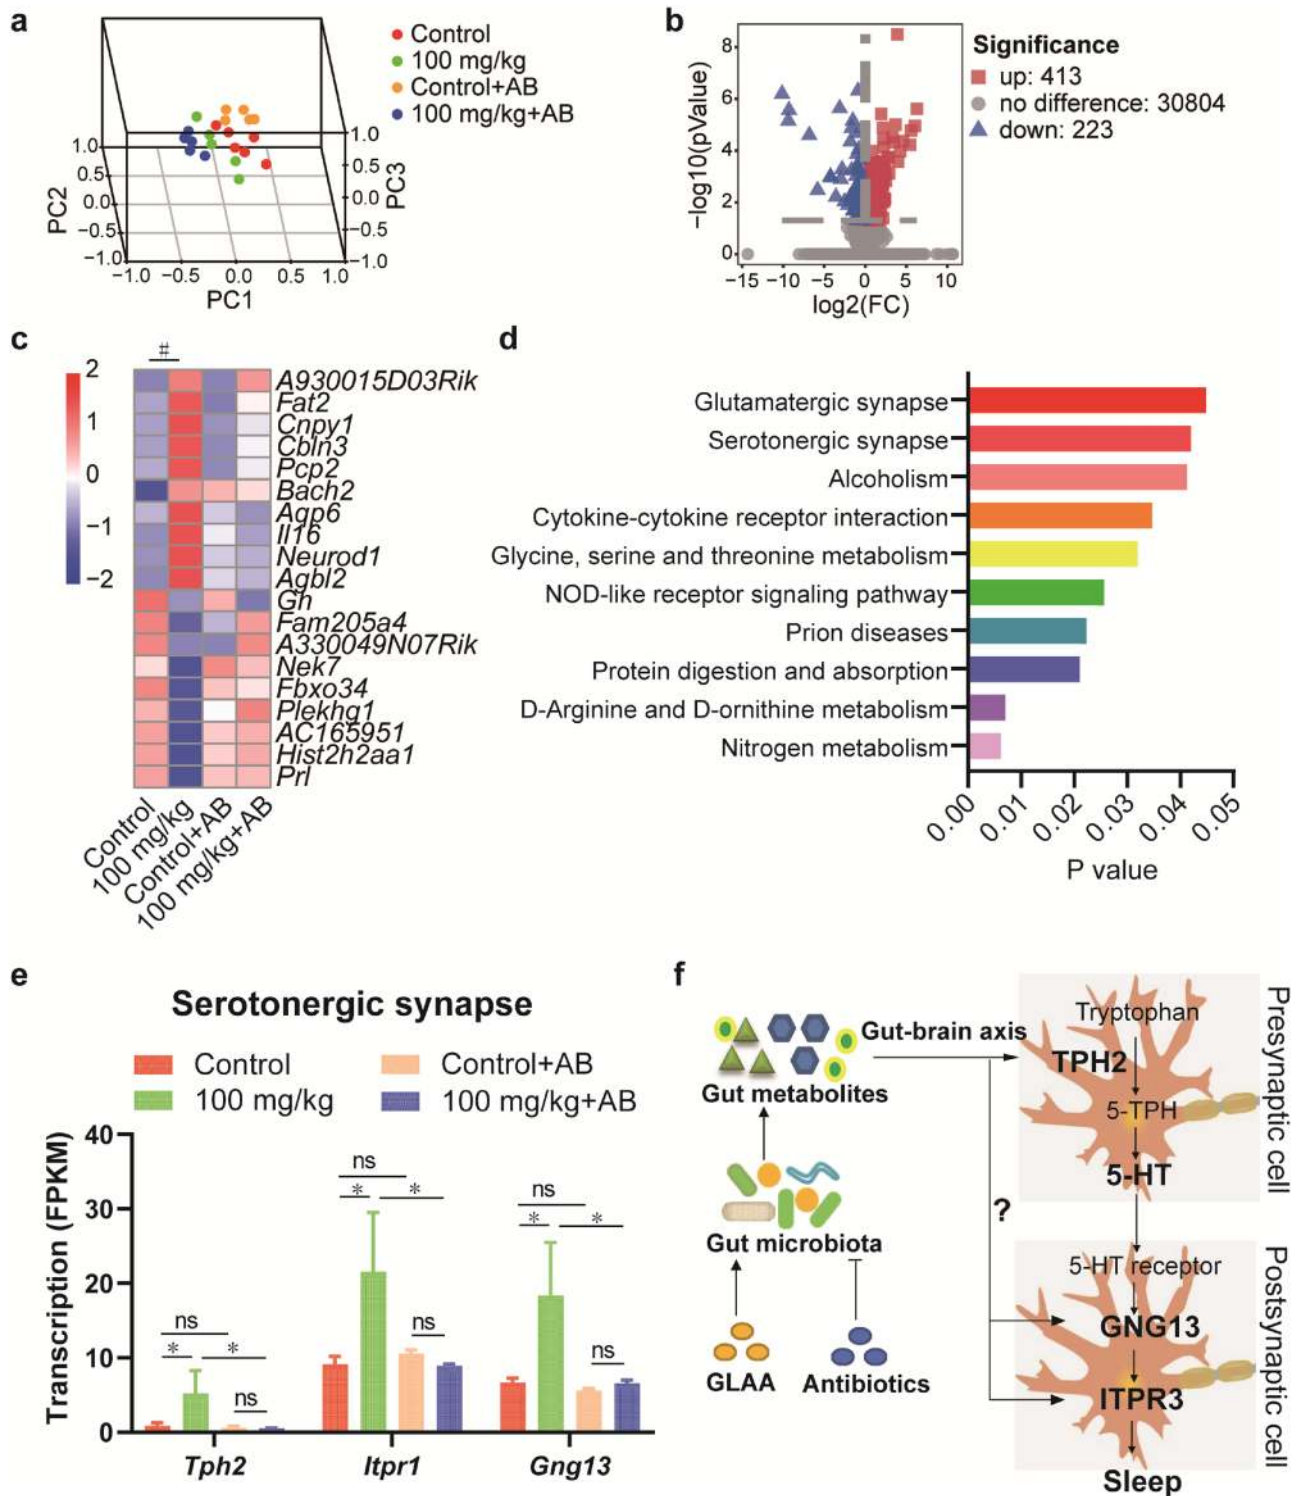 a
Control
100 mg/kg
Control+AB
100 mg/kg+AB
1.0
0.5
0.0
−0.5
−1.0
PC2
1.0
0.5
0.0
−0.5
−1.0
PC3
−1.0
−0.5
0.0
0.5
1.0
PC1
b
8
6
4
2
0
−log10(pValue)
−15
−10
−5
0
5
10
log2(FC)
Significance
up: 413
no difference: 30804
down: 223
c
#
2
1
0
−1
−2
A930015D03Rik
Fat2
Cnpy1
Cbln3
Pcp2
Bach2
Aqp6
Il16
Neurod1
Agbl2
Gh
Fam205a4
A330049N07Rik
Nek7
Fbxo34
Plekhg1
AC165951
Hist2h2aa1
Prl
Control
100 mg/kg
Control+AB
100 mg/kg+AB
d
Glutamatergic synapse
Serotonergic synapse
Alcoholism
Cytokine-cytokine receptor interaction
Glycine, serine and threonine metabolism
NOD-like receptor signaling pathway
Prion diseases
Protein digestion and absorption
D-Arginine and D-ornithine metabolism
Nitrogen metabolism
0.00
0.01
0.02
0.03
0.04
0.05
P value
e
Serotonergic synapse
Control
100 mg/kg
Control+AB
100 mg/kg+AB
Transcription (FPKM)
40
30
20
10
0
ns
*
*
ns
ns
*
*
ns
ns
*
*
ns
Tph2
Itpr1
Gng13
f
Gut metabolites
Gut-brain axis
Gut microbiota
GLAA
Antibiotics
?
Tryptophan
TPH2
5-TPH
5-HT
Presynaptic cell
5-HT receptor
GNG13
ITPR3
Postsynaptic cell
Sleep